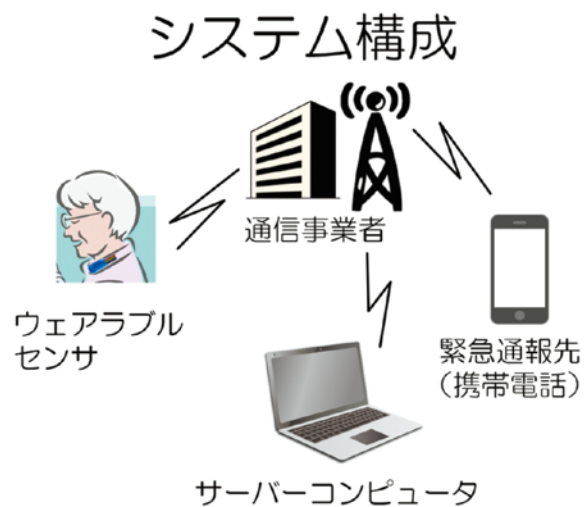 システム構成
通信事業者
ウェアラブル
センサ
緊急通報先
（携帯電話）
サーバーコンピュータ